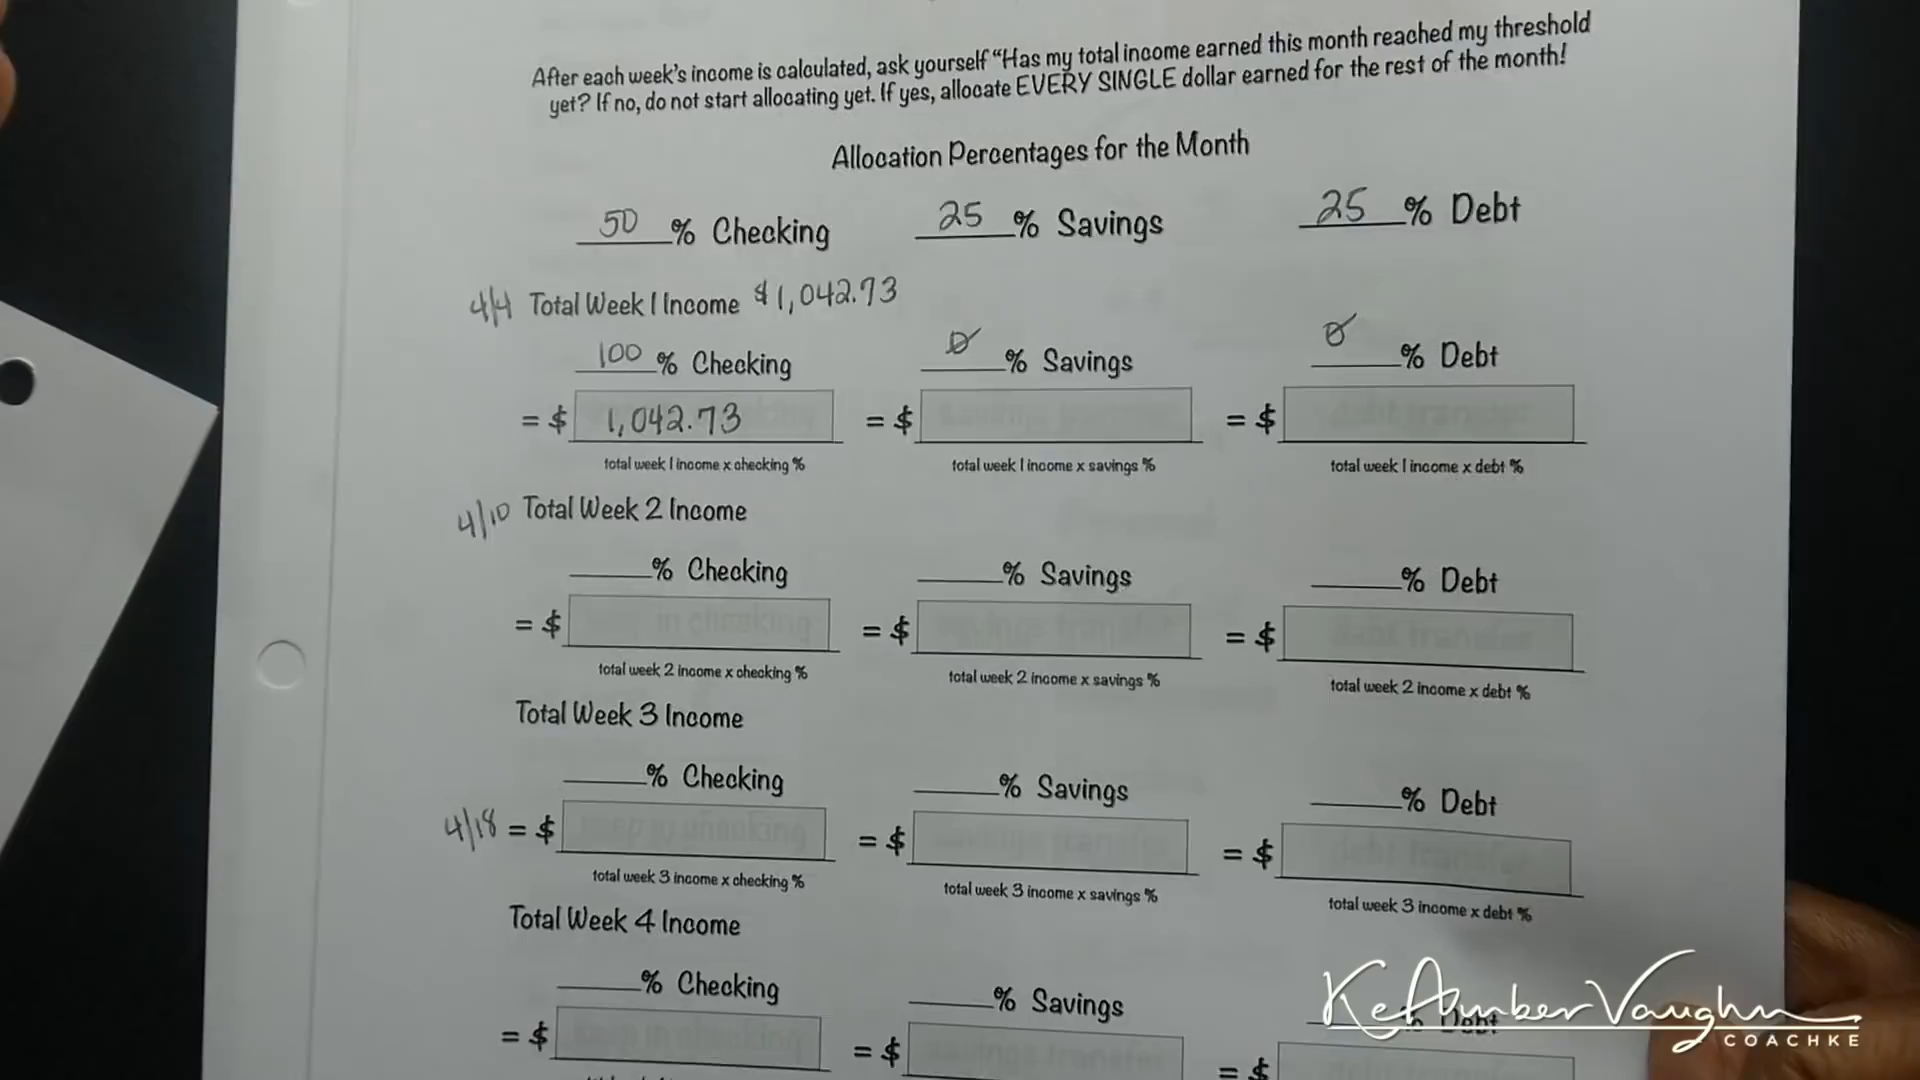 After each week's income is calculated, ask yourself “Has my total income earned this month reached my threshold
yet? If no, do not start allocating yet. If yes, allocate EVERY SINGLE dollar earned for the rest of the month!
Allocation Percentages for the Month
50 % Checking 25 % Savings 25 % Debt
4/4 Total Week 1 Income $1,042.73
100 % Checking 0 % Savings 0 % Debt
= $ 1,042.73 = $ = $
total week 1 income x checking % total week 1 income x savings % total week 1 income x debt %
4/10 Total Week 2 Income
% Checking % Savings % Debt
= $ = $ = $
total week 2 income x checking % total week 2 income x savings % total week 2 income x debt %
Total Week 3 Income
% Checking % Savings % Debt
4/18 = $ = $ = $
total week 3 income x checking % total week 3 income x savings % total week 3 income x debt %
Total Week 4 Income
% Checking % Savings % Debt
= $ = $ = $
KeAmber Vaughn
COACHKE